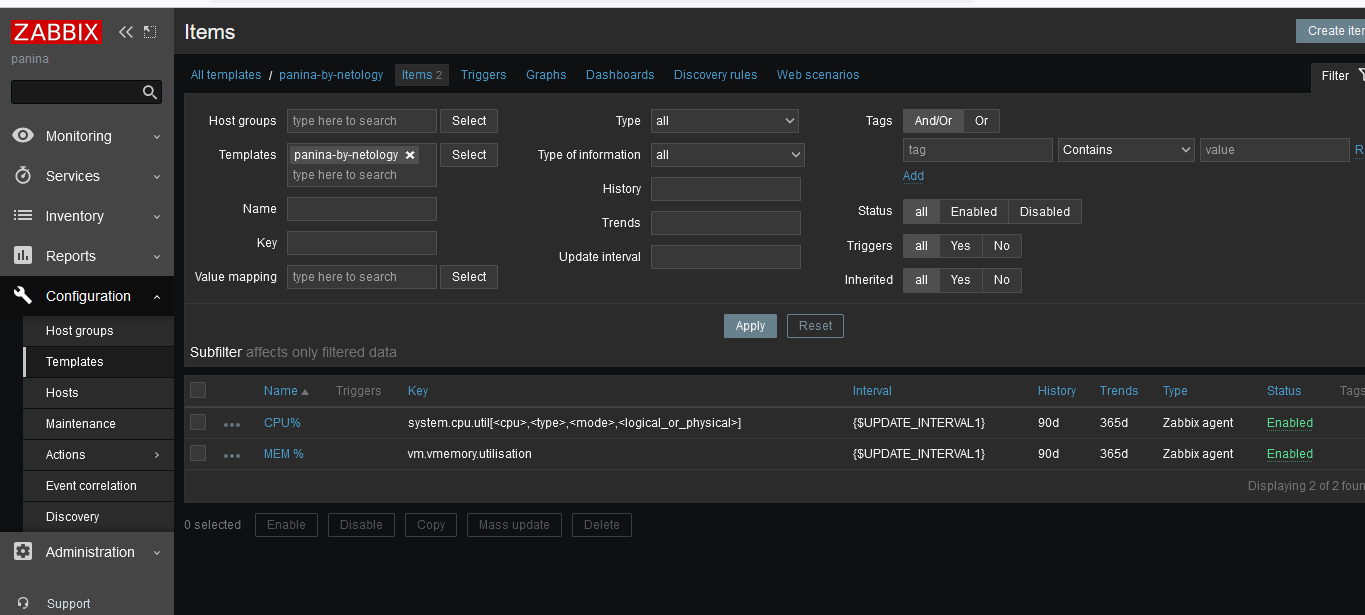 ZABBIX
panina
Monitoring
Services
Inventory
Reports
Configuration
Host groups
Templates
Hosts
Maintenance
Actions
Event correlation
Discovery
Administration
Support
Items
Create iter
All templates / panina-by-netology Items 2 Triggers Graphs Dashboards Discovery rules Web scenarios
Filter
Host groups type here to search Select
Templates panina-by-netology Select
type here to search
Name
Key
Value mapping type here to search Select
Type all
Type of information all
History
Trends
Update interval
Tags And/Or Or
tag Contains value R
Add
Status all Enabled Disabled
Triggers all Yes No
Inherited all Yes No
Apply Reset
Subfilter affects only filtered data
Name Triggers Key Interval History Trends Type Status Tags
CPU% system.cpu.util[<cpu>,<type>,<mode>,<logical_or_physical>] {$UPDATE_INTERVAL1} 90d 365d Zabbix agent Enabled
MEM % vm.vmemory.utilisation {$UPDATE_INTERVAL1} 90d 365d Zabbix agent Enabled
Displaying 2 of 2 foun
0 selected Enable Disable Copy Mass update Delete